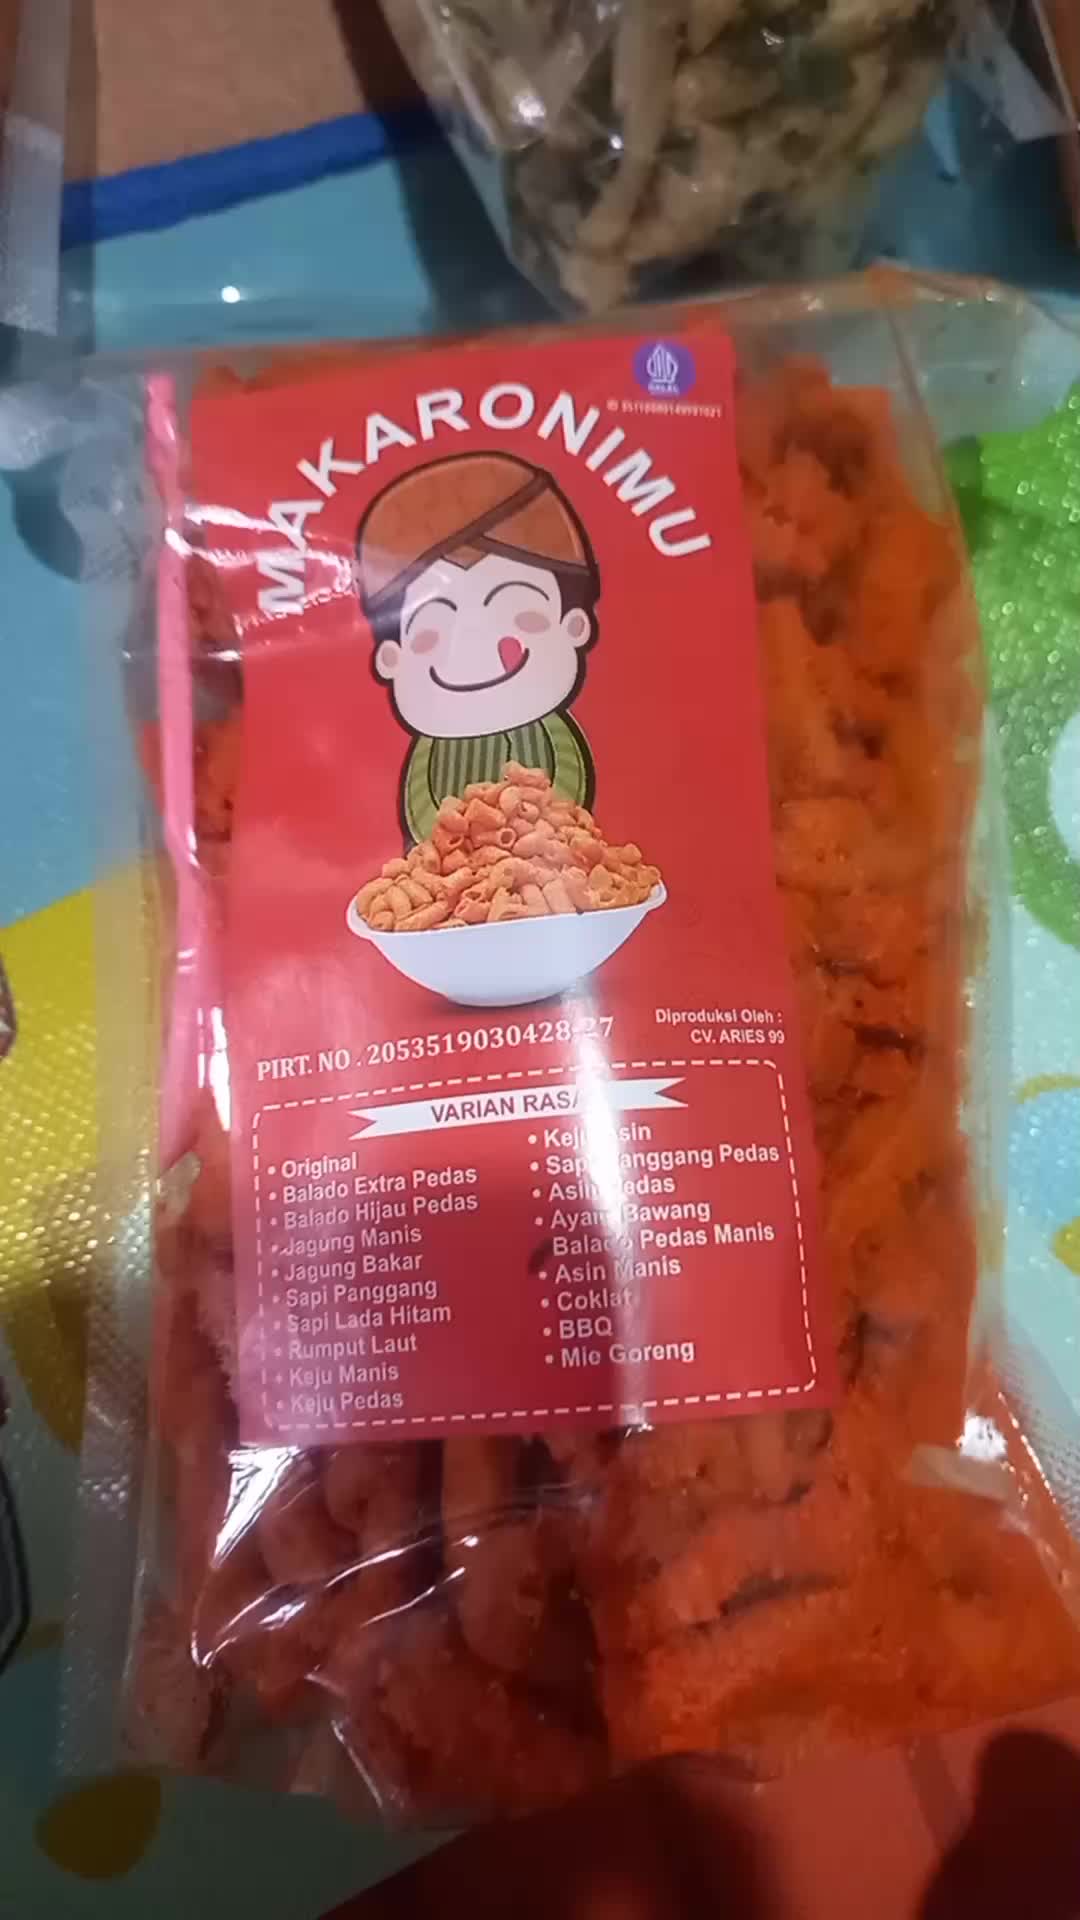 MAKARONIMU
HALAL
PIRT. NO . 2053519030428-27
Diproduksi Oleh :
CV. ARIES 99
VARIAN RASA
• Original
• Balado Extra Pedas
• Balado Hijau Pedas
• Jagung Manis
• Jagung Bakar
• Sapi Panggang
• Sapi Lada Hitam
• Rumput Laut
• Keju Manis
• Keju Pedas
• Keju Asin
• Sapi Panggang Pedas
• Asin Pedas
• Ayam Bawang
Balado Pedas Manis
• Asin Manis
• Coklat
• BBQ
• Mie Goreng